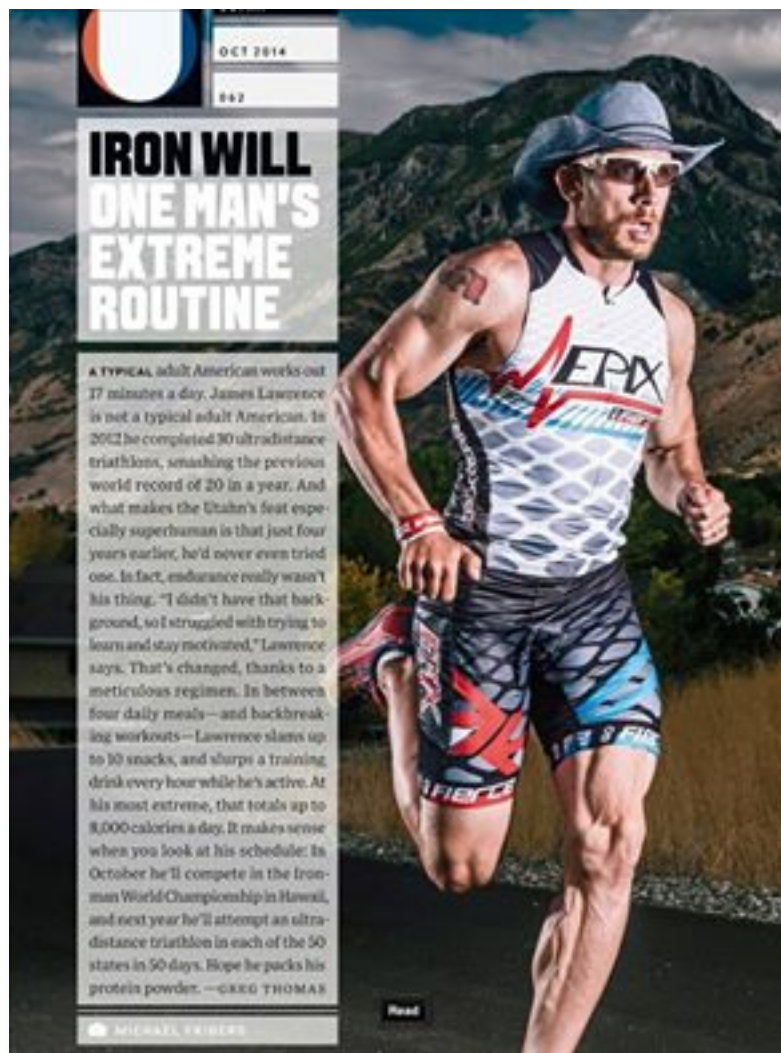 OCT 2014
062
IRON WILL
ONE MAN'S
EXTREME
ROUTINE
A TYPICAL adult American works out
17 minutes a day. James Lawrence
is not a typical adult American. In
2012 he completed 30 ultradistance
triathlons, smashing the previous
world record of 20 in a year. And
what makes the Utahn's feat espe-
cially superhuman is that just four
years earlier, he'd never even tried
one. In fact, endurance really wasn't
his thing. "I didn't have that back-
ground, so I struggled with trying to
learn and stay motivated," Lawrence
says. That's changed, thanks to a
meticulous regimen. In between
four daily meals—and backbreak-
ing workouts—Lawrence slams up
to 10 snacks, and slurps a training
drink every hour while he's active. At
his most extreme, that totals up to
8,000 calories a day. It makes sense
when you look at his schedule: In
October he'll compete in the Iron-
man World Championship in Hawaii,
and next year he'll attempt an ultra-
distance triathlon in each of the 50
states in 50 days. Hope he packs his
protein powder. —GREG THOMAS
MICHAEL FRIBERG
EPIX
EPIX
fierce
Read